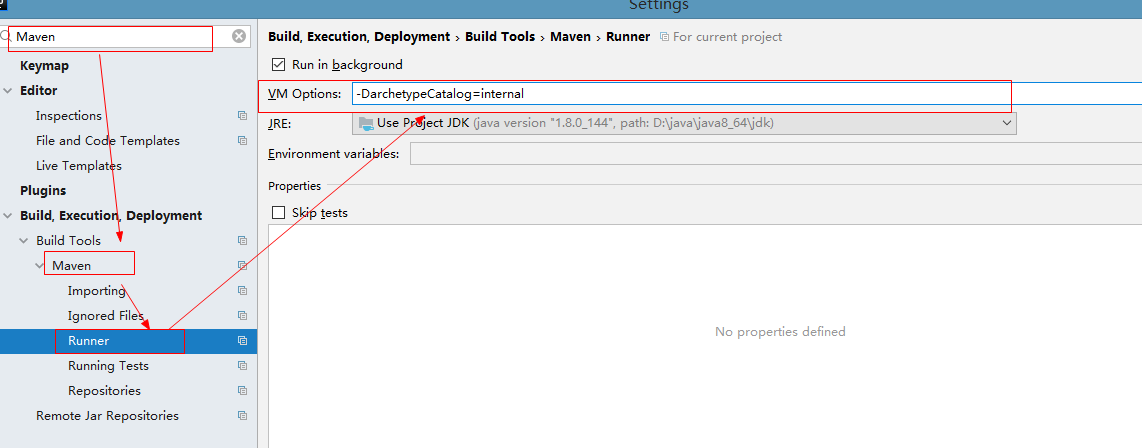 Settings
Maven
Keymap
Editor
Inspections
File and Code Templates
Live Templates
Plugins
Build, Execution, Deployment
Build Tools
Maven
Importing
Ignored Files
Runner
Running Tests
Repositories
Remote Jar Repositories
Build, Execution, Deployment › Build Tools › Maven › Runner For current project
Run in background
VM Options: -DarchetypeCatalog=internal
JRE: Use Project JDK (java version "1.8.0_144", path: D:\java\java8_64\jdk)
Environment variables:
Properties
Skip tests
No properties defined